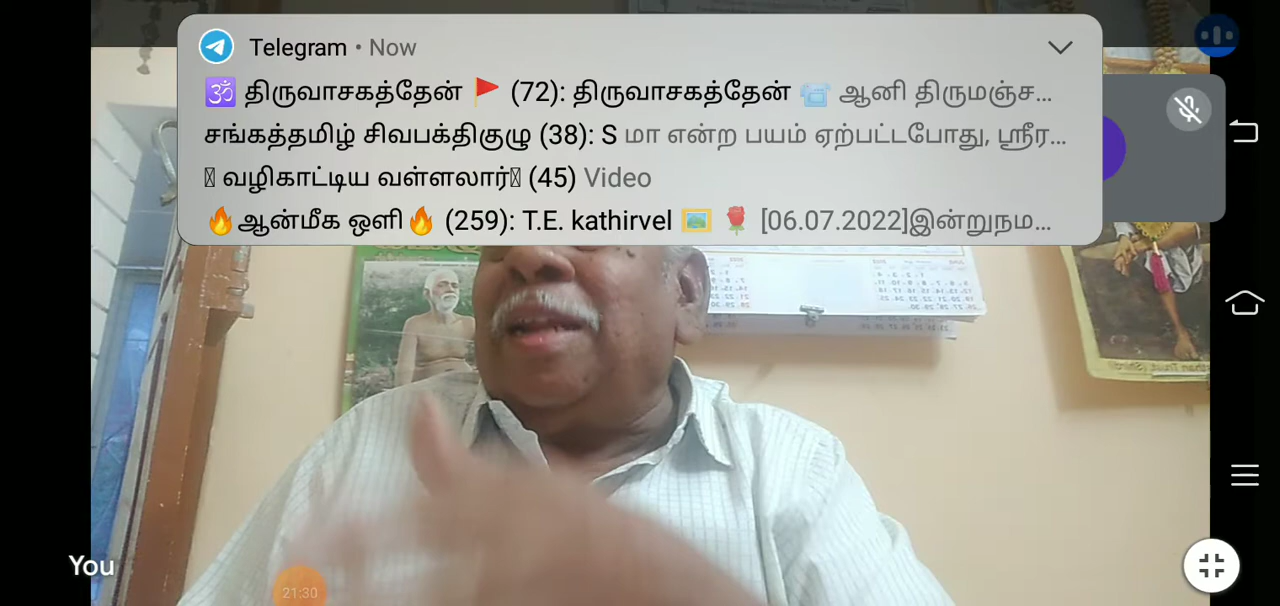 Telegram • Now
🕉 திருவாசகத்தேன் 🚩 (72): திருவாசகத்தேன் 📹 ஆனி திருமஞ்ச...
சங்கத்தமிழ் சிவபக்திகுழு (38): S மா என்ற பயம் ஏற்பட்டபோது, ஸ்ரீர...
வழிகாட்டிய வள்ளலார் (45) Video
🔥ஆன்மீக ஒளி🔥 (259): T.E. kathirvel 🖼 🌹 [06.07.2022]இன்றுநம...
You
21:30